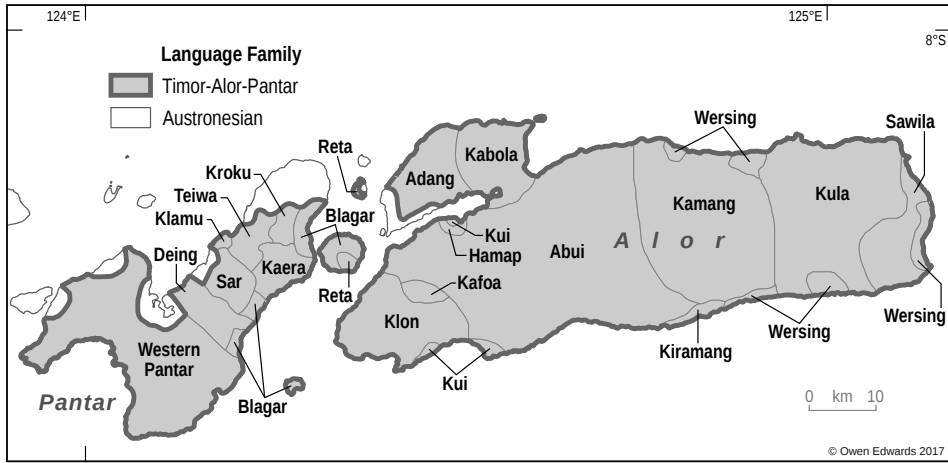 124°E
125°E
8°S
Language Family
Timor-Alor-Pantar
Austronesian
Wersing
Sawila
Reta
Kabola
Adang
Kroku
Teiwa
Klamu
Blagar
Kamang
Kula
Kui
Hamap
Abui
Alor
Deing
Sar
Kaera
Kafoa
Reta
Klon
Wersing
Wersing
Kiramang
Western
Pantar
Kui
Pantar
Blagar
0 km 10
© Owen Edwards 2017